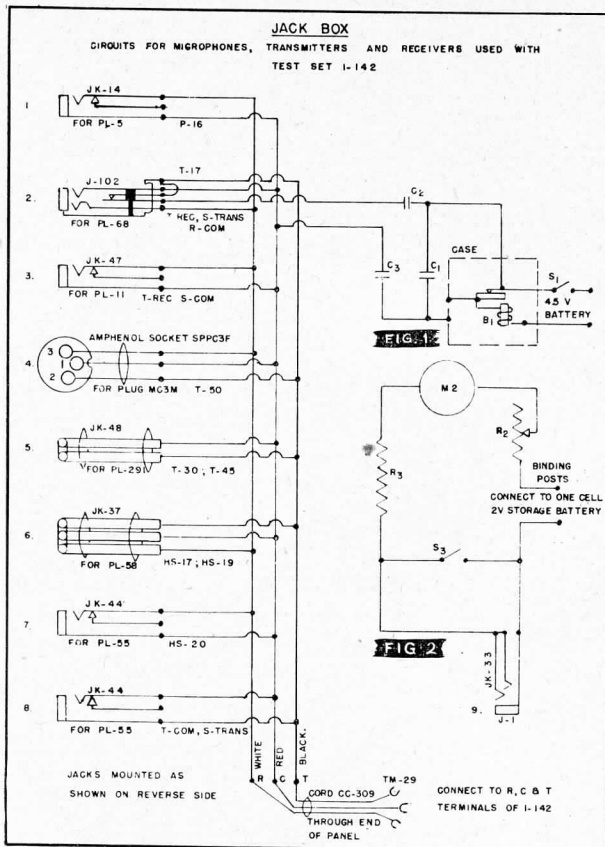 JACK BOX
CIRCUITS FOR MICROPHONES, TRANSMITTERS AND RECEIVERS USED WITH
TEST SET I-142
1
JK-14
FOR PL-5 P-16
2.
J-102
T-17
FOR PL-68
REC, S-TRANS
R-COM
C2
3.
JK-47
FOR PL-11 T-REC S-COM
C3
C1
CASE
S1
4.5 V
BATTERY
B1
FIG. 1
AMPHENOL SOCKET SPPC3F
4.
3
1
2
FOR PLUG MC3M T-50
M2
R2
R3
BINDING
POSTS
CONNECT TO ONE CELL
2V STORAGE BATTERY
5.
JK-48
FOR PL-291 T-30; T-45
6.
JK-37
FOR PL-58 HS-17; HS-19
S3
7.
JK-44
FOR PL-55 HS-20
FIG 2
JK-33
9.
J-1
8.
JK-44
FOR PL-55 T-COM, S-TRANS
WHITE
RED
BLACK.
JACKS MOUNTED AS
SHOWN ON REVERSE SIDE
R C T
TM-29
CORD CC-309
THROUGH END
OF PANEL
CONNECT TO R, C & T
TERMINALS OF I-142